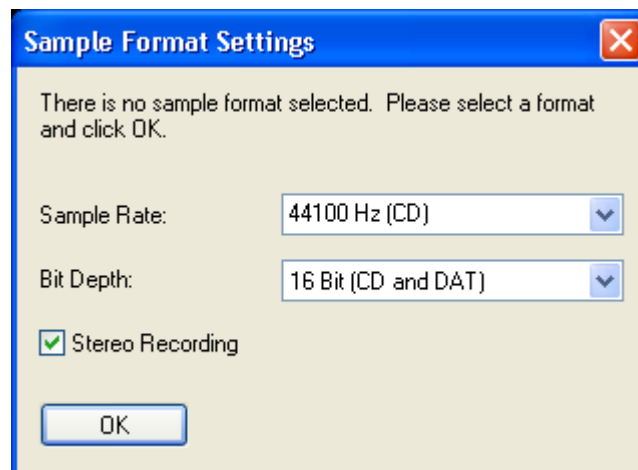 Sample Format Settings
There is no sample format selected.  Please select a format
and click OK.
Sample Rate:
44100 Hz (CD)
Bit Depth:
16 Bit (CD and DAT)
Stereo Recording
OK